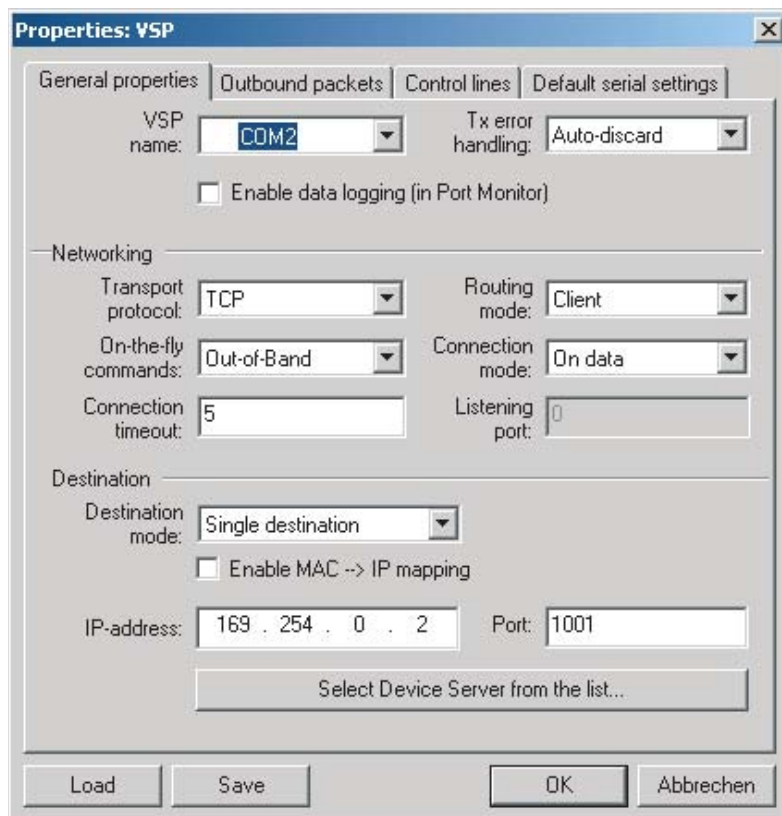 Properties: VSP
General properties
Outbound packets
Control lines
Default serial settings
VSP name:
COM2
Tx error handling:
Auto-discard
Enable data logging (in Port Monitor)
Networking
Transport protocol:
TCP
Routing mode:
Client
On-the-fly commands:
Out-of-Band
Connection mode:
On data
Connection timeout:
5
Listening port:
0
Destination
Destination mode:
Single destination
Enable MAC --> IP mapping
IP-address:
169 . 254 . 0 . 2
Port:
1001
Select Device Server from the list...
Load
Save
OK
Abbrechen